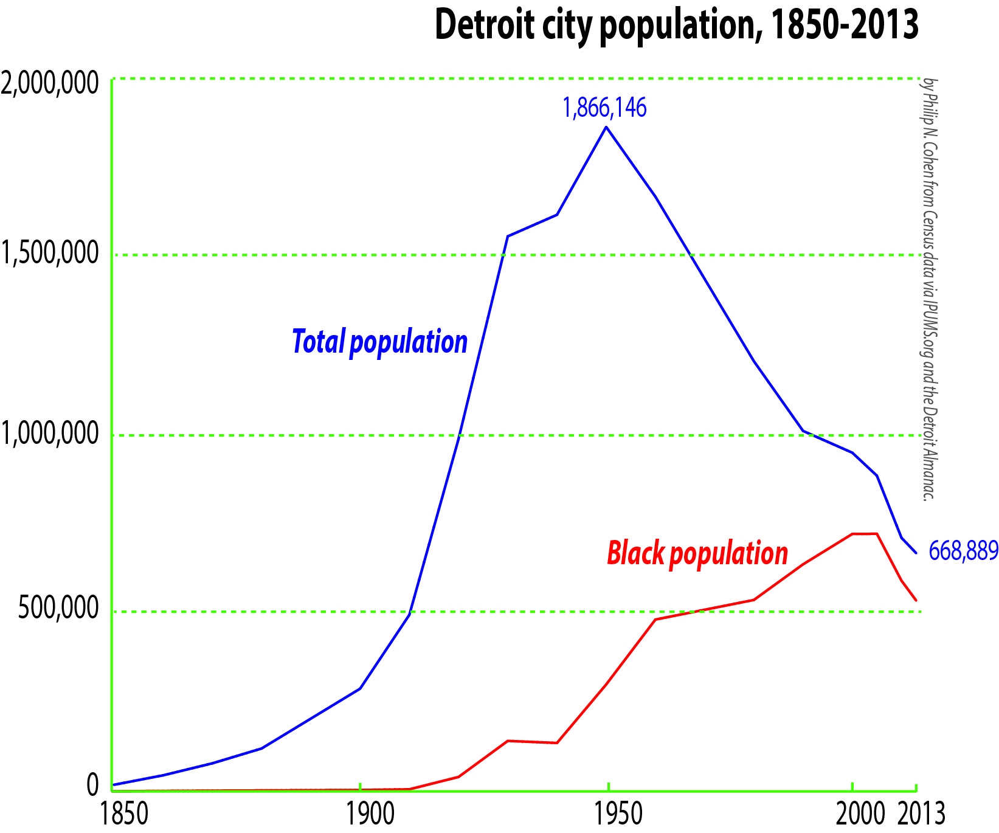 Detroit city population, 1850-2013
2,000,000
1,866,146
by Philip N. Cohen from Census data via IPUMS.org and the Detroit Almanac.
1,500,000
Total population
1,000,000
Black population
668,889
500,000
0
1850 1900 1950 2000 2013